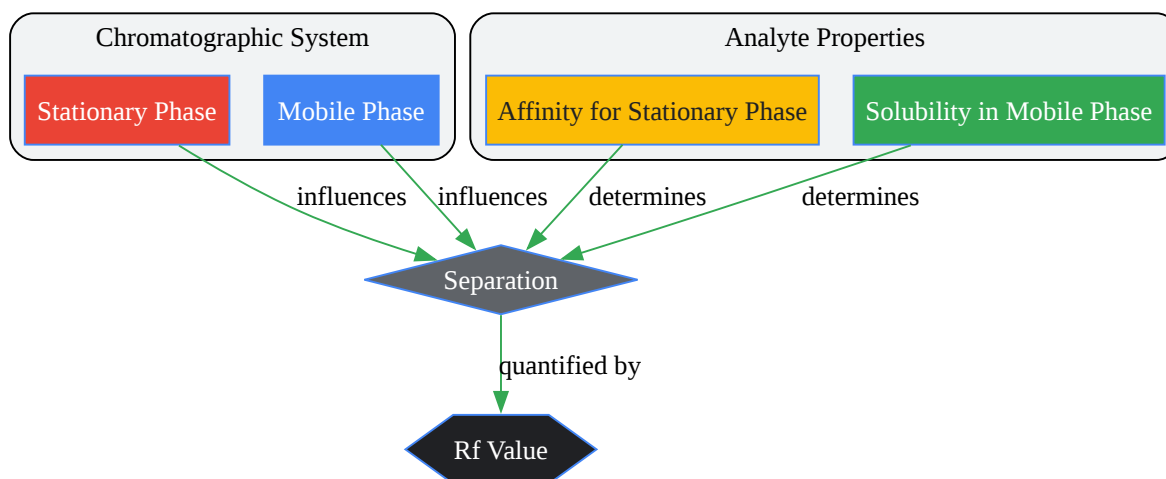 Chromatographic System
Analyte Properties
Stationary Phase
Mobile Phase
Affinity for Stationary Phase
Solubility in Mobile Phase
influences
influences
determines
determines
Separation
quantified by
Rf Value